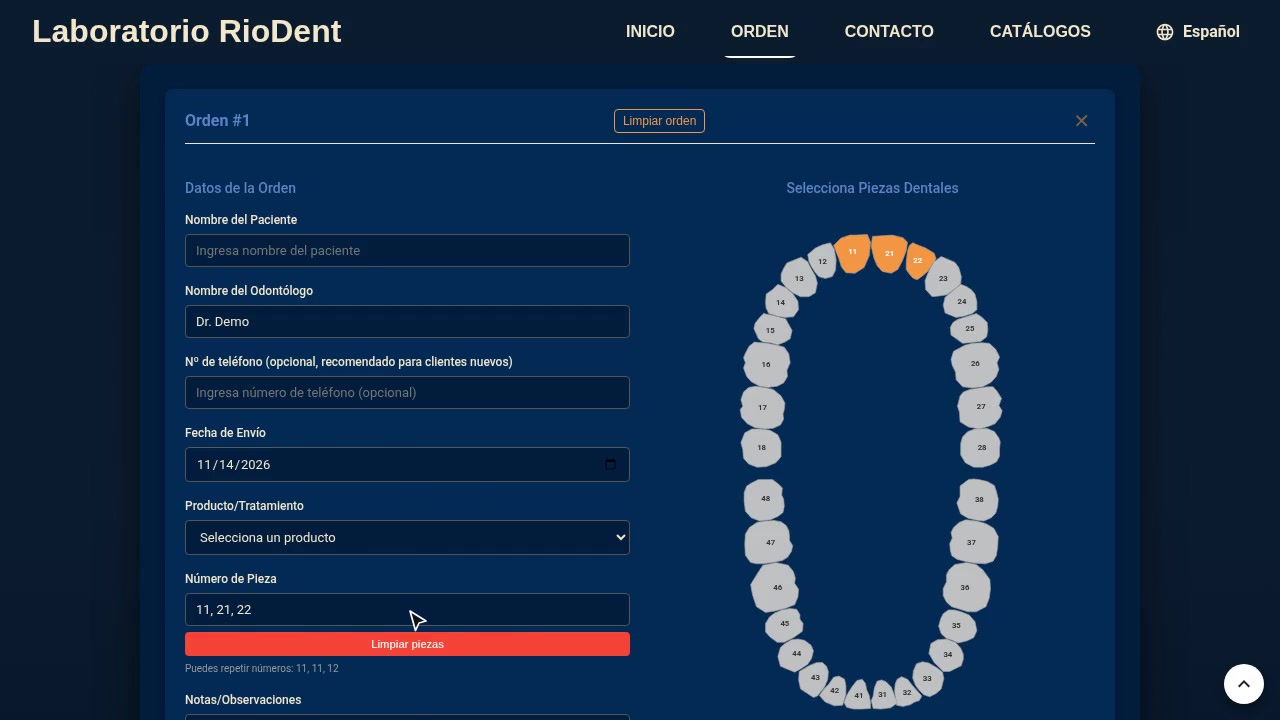 Laboratorio RioDent
INICIO
ORDEN
CONTACTO
CATÁLOGOS
Español
Orden #1
Limpiar orden
Datos de la Orden
Nombre del Paciente
Ingresa nombre del paciente
Nombre del Odontólogo
Dr. Demo
Nº de teléfono (opcional, recomendado para clientes nuevos)
Ingresa número de teléfono (opcional)
Fecha de Envío
11/14/2026
Producto/Tratamiento
Selecciona un producto
Número de Pieza
11, 21, 22
Limpiar piezas
Puedes repetir números: 11, 11, 12
Notas/Observaciones
Selecciona Piezas Dentales
11
21
12
22
13
23
14
24
15
25
16
26
17
27
18
28
48
38
47
37
46
36
45
35
44
34
43
33
42
32
41
31